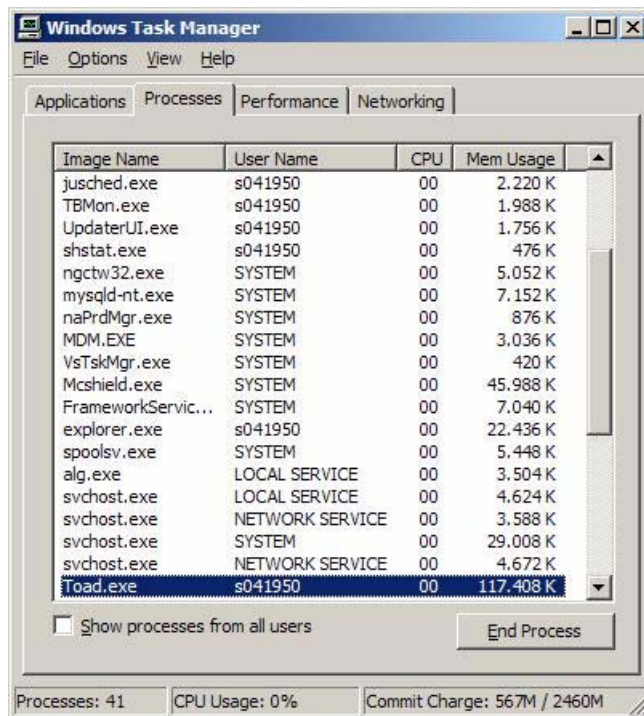 Windows Task Manager
File Options View Help
Applications Processes Performance Networking
Image Name User Name CPU Mem Usage
jusched.exe s041950 00 2.220 K
TBMon.exe s041950 00 1.988 K
UpdaterUI.exe s041950 00 1.756 K
shstat.exe s041950 00 476 K
ngctw32.exe SYSTEM 00 5.052 K
mysqld-nt.exe SYSTEM 00 7.152 K
naPrdMgr.exe SYSTEM 00 876 K
MDM.EXE SYSTEM 00 3.036 K
VsTskMgr.exe SYSTEM 00 420 K
Mcshield.exe SYSTEM 00 45.988 K
FrameworkServic... SYSTEM 00 7.040 K
explorer.exe s041950 00 22.436 K
spoolsv.exe SYSTEM 00 5.448 K
alg.exe LOCAL SERVICE 00 3.504 K
svchost.exe LOCAL SERVICE 00 4.624 K
svchost.exe NETWORK SERVICE 00 3.588 K
svchost.exe SYSTEM 00 29.008 K
svchost.exe NETWORK SERVICE 00 4.672 K
Toad.exe s041950 00 117.408 K
Show processes from all users
End Process
Processes: 41 CPU Usage: 0% Commit Charge: 567M / 2460M